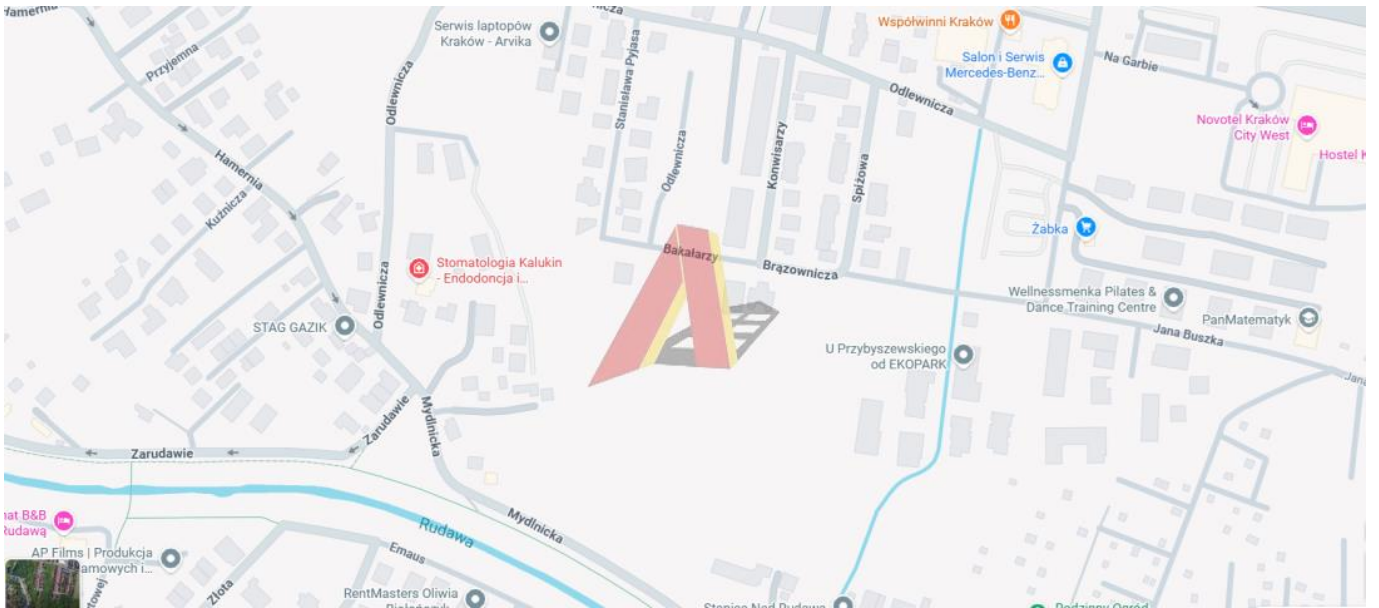 Hamernia
Przyjemna
Serwis laptopów
Kraków - Arvika
Odlewnicza
Stanisława Pyjasa
Współwinni Kraków
Salon i Serwis
Mercedes-Benz...
Na Garbie
Odlewnicza
Novotel Kraków
City West
Hostel K
Hamernia
Kuźnicza
Odlewnicza
Konwisarzy
Spiżowa
Żabka
Bakałarzy
Brązownicza
Stomatologia Kalukin
- Endodoncja i...
Odlewnicza
STAG GAZIK
Wellnessmenka Pilates &
Dance Training Centre
PanMatematyk
Jana Buszka
Jana
U Przybyszewskiego
od EKOPARK
Zarudawie
Zarudawie
Mydlnicka
nat B&B
Rudawą
Rudawa
Mydlnicka
AP Films | Produkcja
amowych i...
Złota
Emaus
RentMasters Oliwia